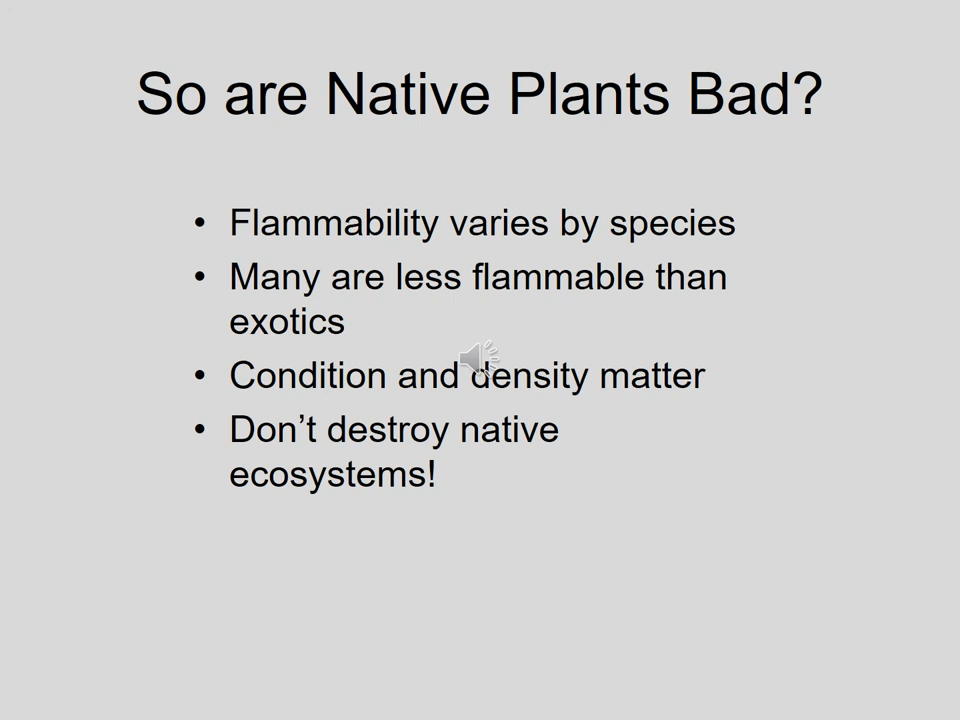 So are Native Plants Bad?
• Flammability varies by species
• Many are less flammable than
exotics
• Condition and density matter
• Don’t destroy native
ecosystems!